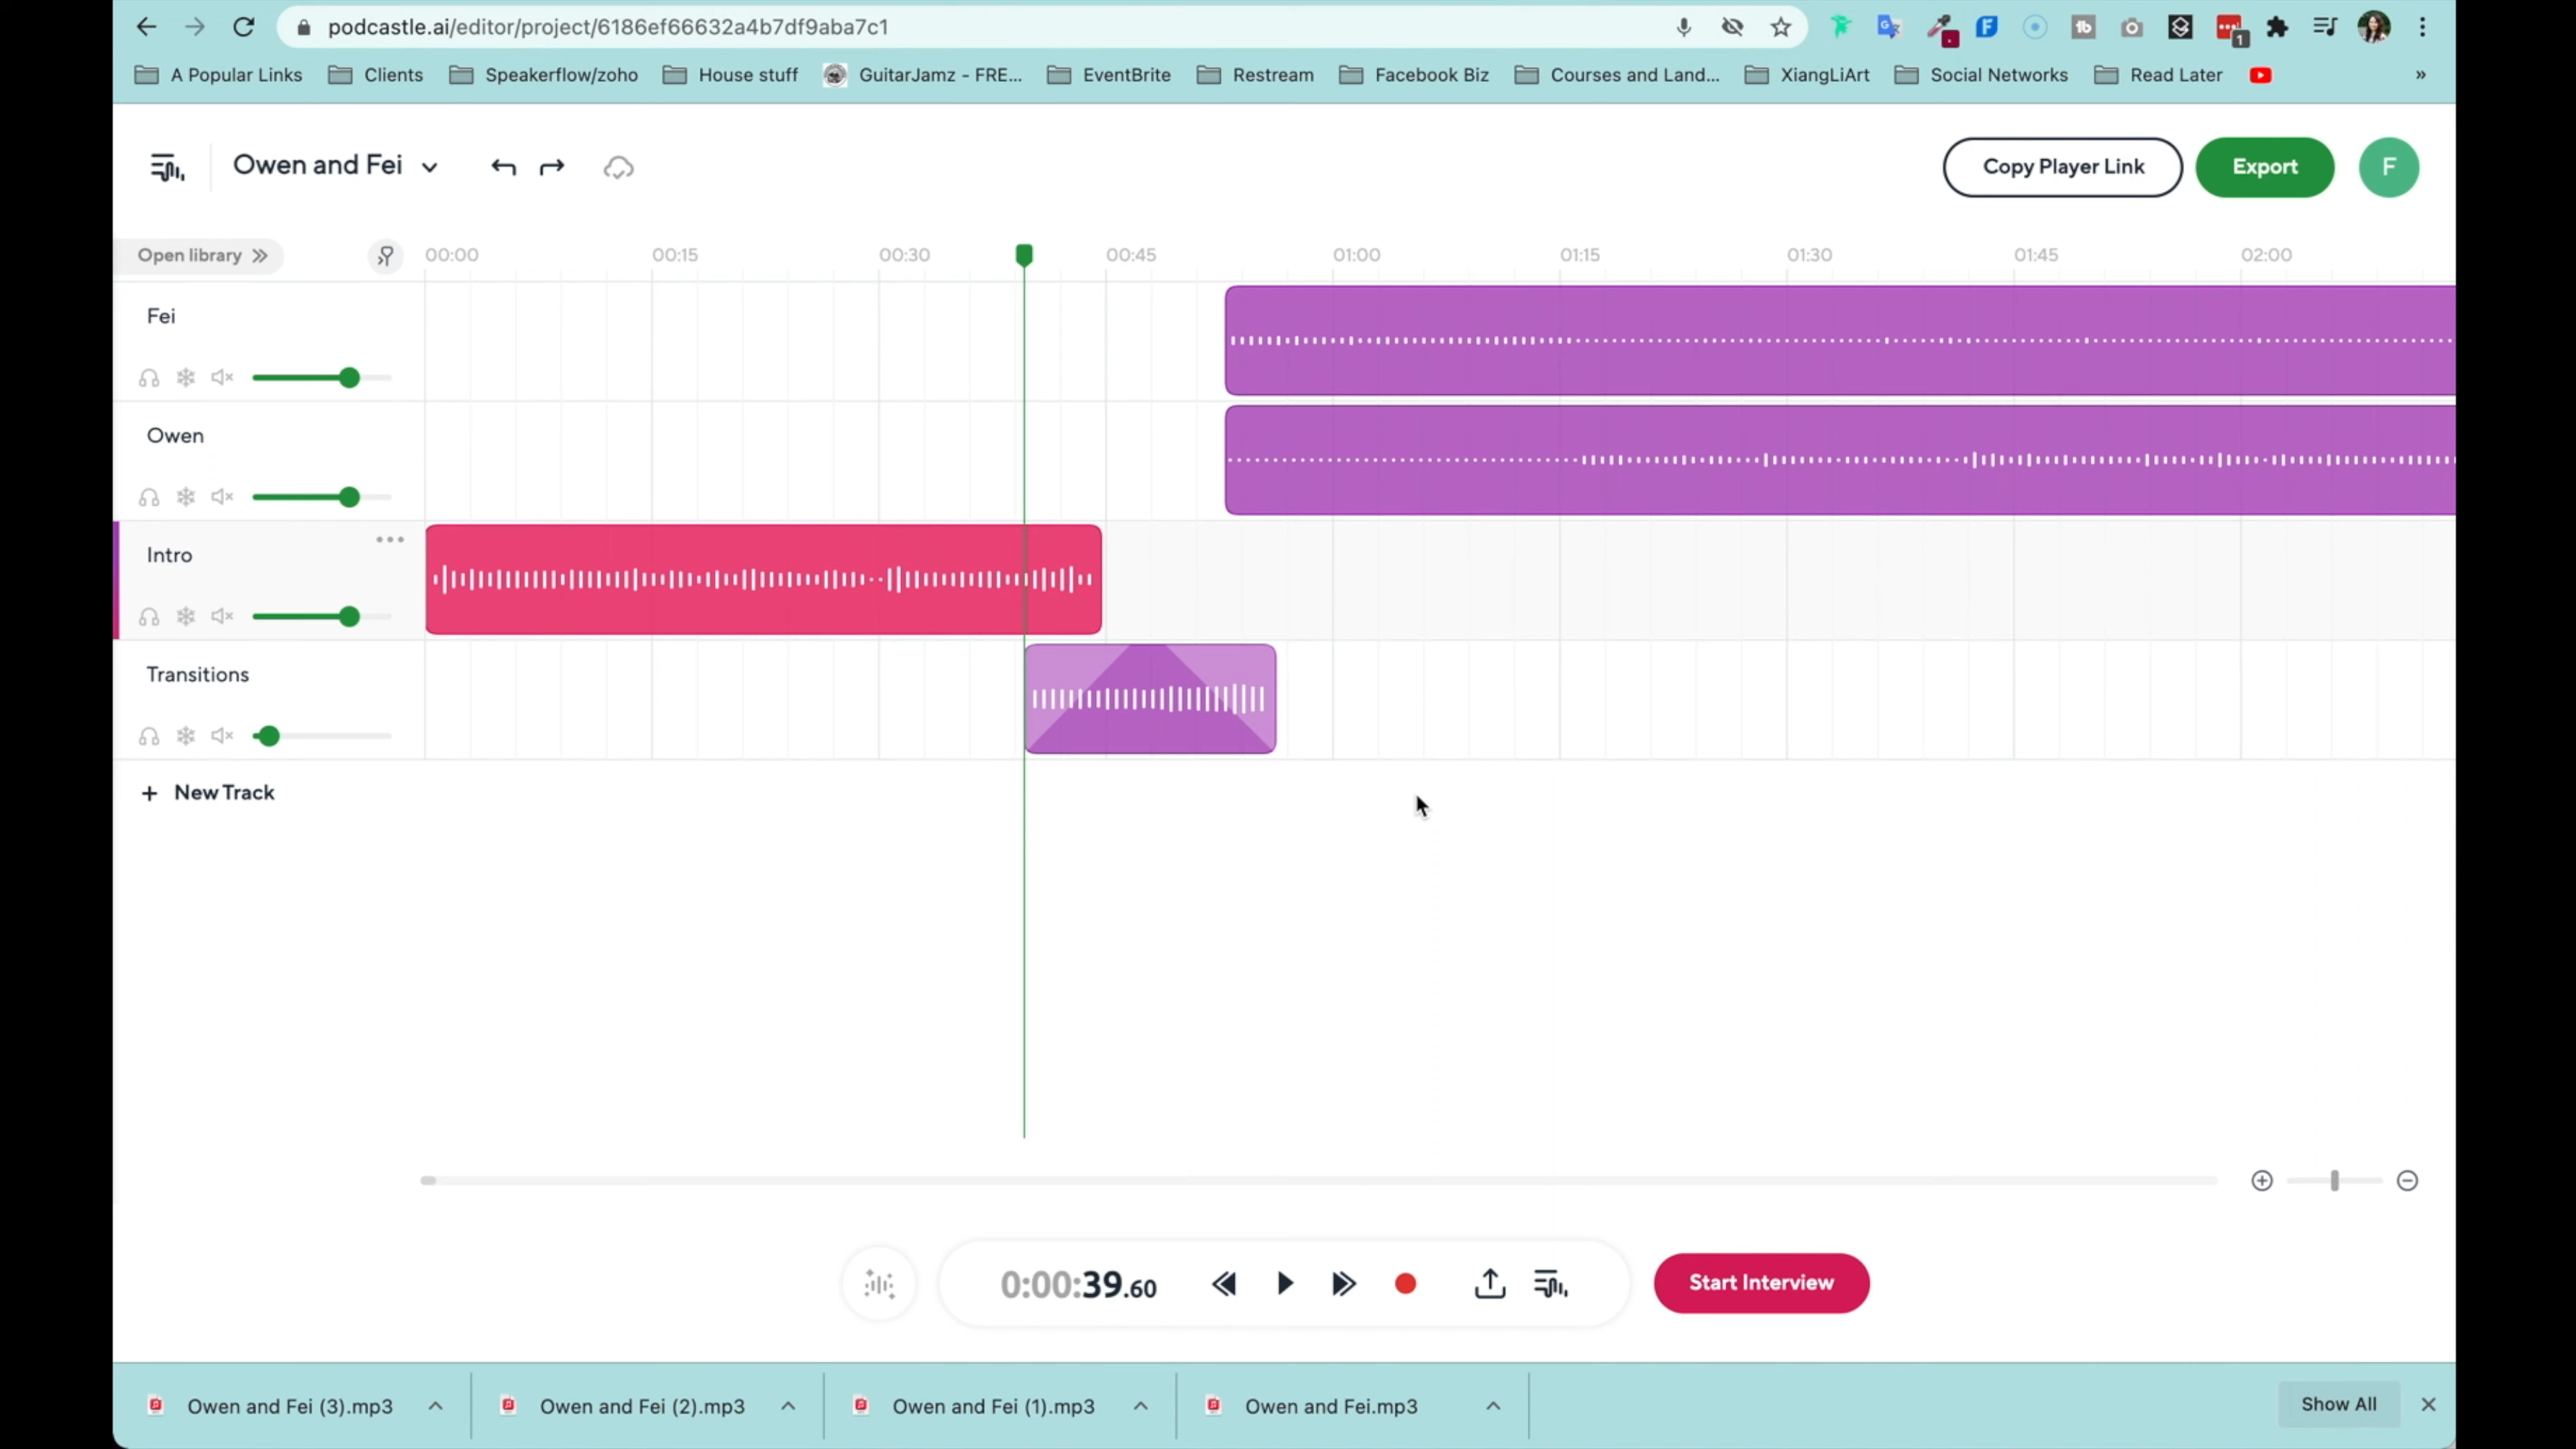 podcastle.ai/editor/project/6186ef66632a4b7df9aba7c1
A Popular Links
Clients
Speakerflow/zoho
House stuff
GuitarJamz - FRE...
EventBrite
Restream
Facebook Biz
Courses and Land...
XiangLiArt
Social Networks
Read Later
»
Owen and Fei
Copy Player Link
Export
F
Open library
00:00
00:15
00:30
00:45
01:00
01:15
01:30
01:45
02:00
Fei
Owen
Intro
Transitions
+ New Track
0:00:39.60
Start Interview
Owen and Fei (3).mp3
Owen and Fei (2).mp3
Owen and Fei (1).mp3
Owen and Fei.mp3
Show All